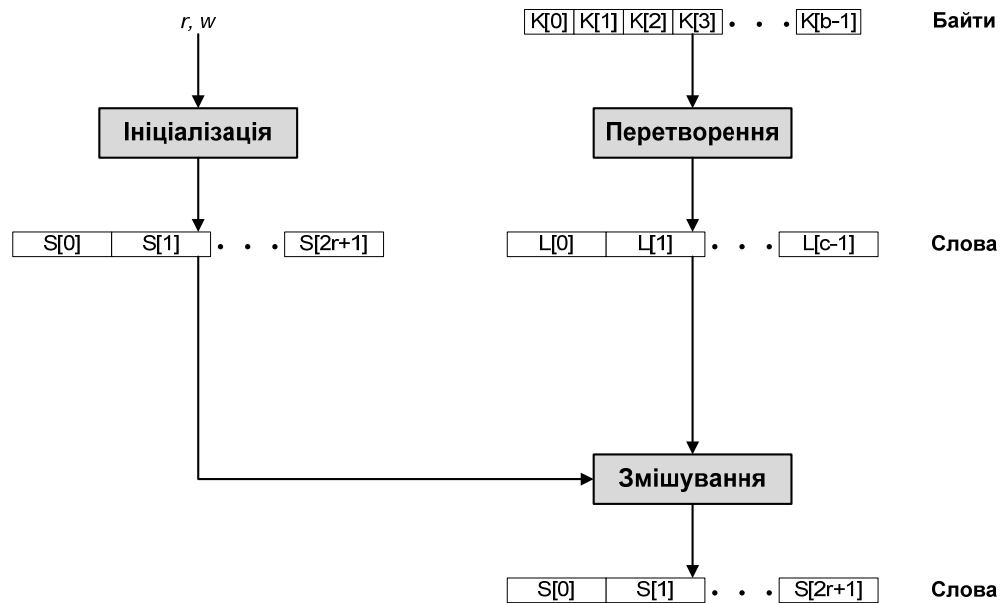 r, w
K[0] K[1] K[2] K[3] . . . K[b-1] Байти
Ініціалізація Перетворення
S[0] S[1] . . . S[2r+1] L[0] L[1] . . . L[c-1] Слова
Змішування
S[0] S[1] . . . S[2r+1] Слова